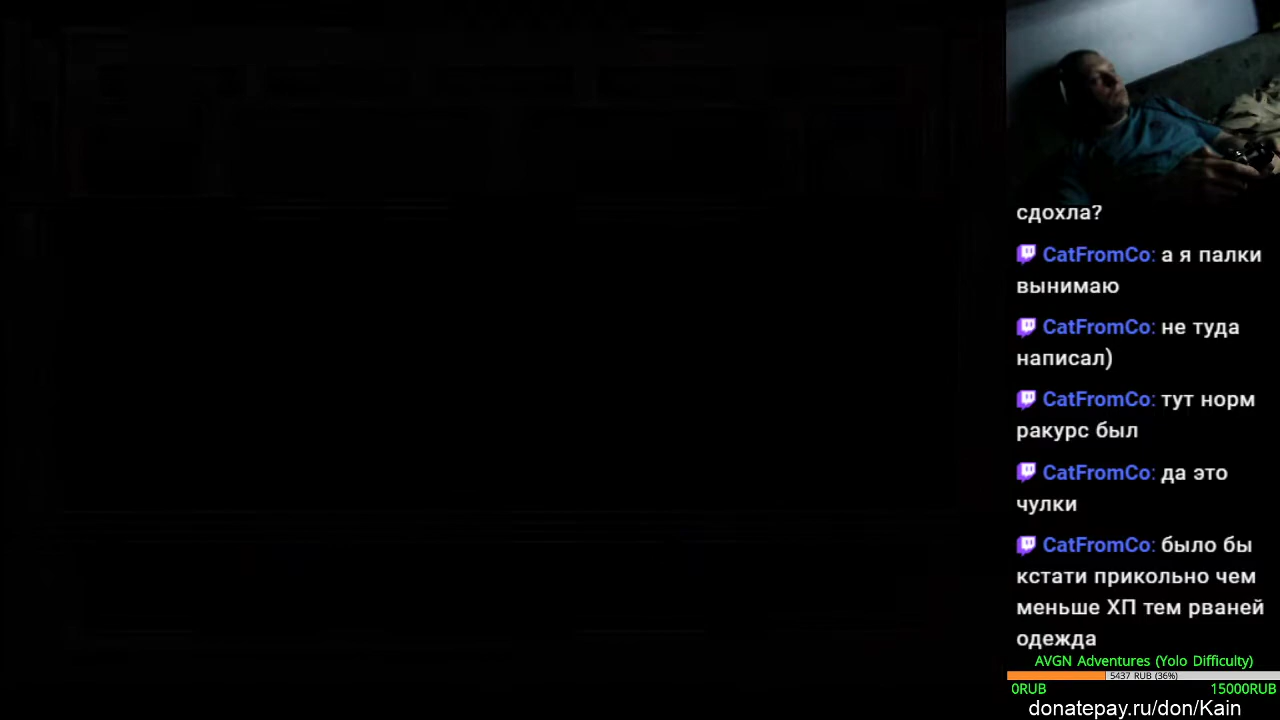 сдохла?
CatFromCo: а я палки
вынимаю
CatFromCo: не туда
написал)
CatFromCo: тут норм
ракурс был
CatFromCo: да это
чулки
CatFromCo: было бы
кстати прикольно чем
меньше ХП тем рваней
одежда
AVGN Adventures (Yolo Difficulty)
5437 RUB (36%)
0RUB 15000RUB
donatepay.ru/don/Kain